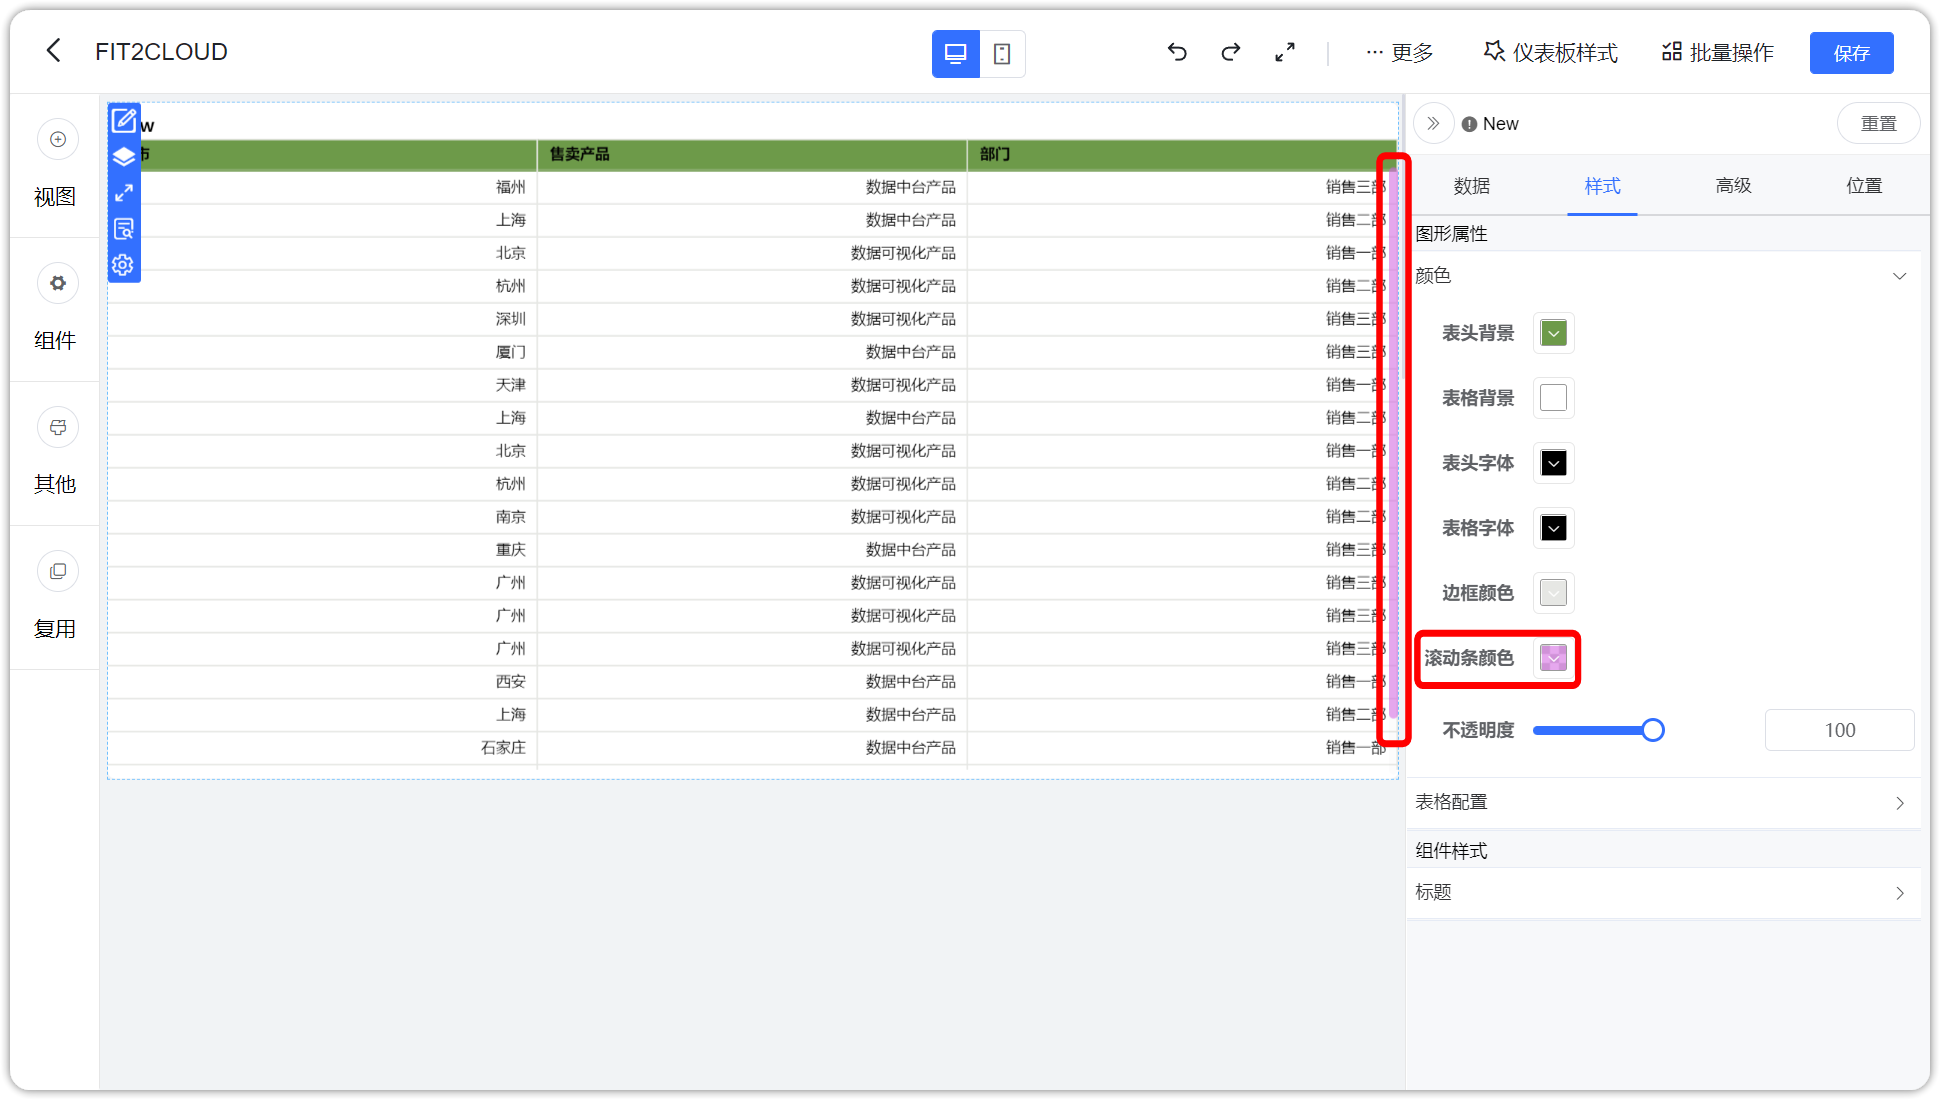 FIT2CLOUD
更多
仪表板样式
批量操作
保存
视图
组件
其他
复用
w
市 售卖产品 部门
福州 数据中台产品 销售三部
上海 数据中台产品 销售二部
北京 数据可视化产品 销售一部
杭州 数据可视化产品 销售二部
深圳 数据可视化产品 销售三部
厦门 数据中台产品 销售三部
天津 数据可视化产品 销售一部
上海 数据中台产品 销售二部
北京 数据可视化产品 销售一部
杭州 数据可视化产品 销售二部
南京 数据可视化产品 销售二部
重庆 数据中台产品 销售三部
广州 数据可视化产品 销售三部
广州 数据可视化产品 销售三部
广州 数据可视化产品 销售三部
西安 数据中台产品 销售一部
上海 数据中台产品 销售二部
石家庄 数据中台产品 销售一部
New
重置
数据 样式 高级 位置
图形属性
颜色
表头背景
表格背景
表头字体
表格字体
边框颜色
滚动条颜色
不透明度 100
表格配置
组件样式
标题